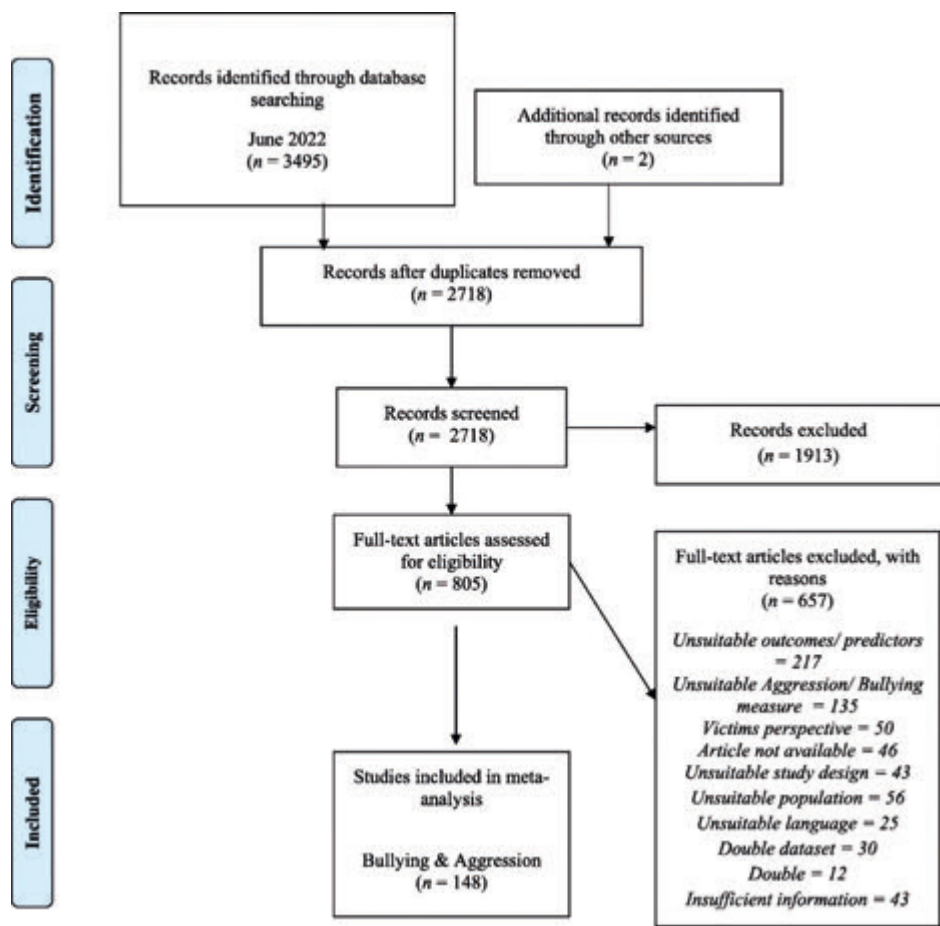 Identification
Records identified through database
searching
June 2022
(n = 3495)
Additional records identified
through other sources
(n = 2)
Records after duplicates removed
(n = 2718)
Screening
Records screened
(n = 2718)
Records excluded
(n = 1913)
Eligibility
Full-text articles assessed
for eligibility
(n = 805)
Full-text articles excluded, with
reasons
(n = 657)
Unsuitable outcomes/ predictors
= 217
Unsuitable Aggression/ Bullying
measure = 135
Victims perspective = 50
Article not available = 46
Unsuitable study design = 43
Unsuitable population = 56
Unsuitable language = 25
Double dataset = 30
Double = 12
Insufficient information = 43
Included
Studies included in meta-
analysis
Bullying & Aggression
(n = 148)